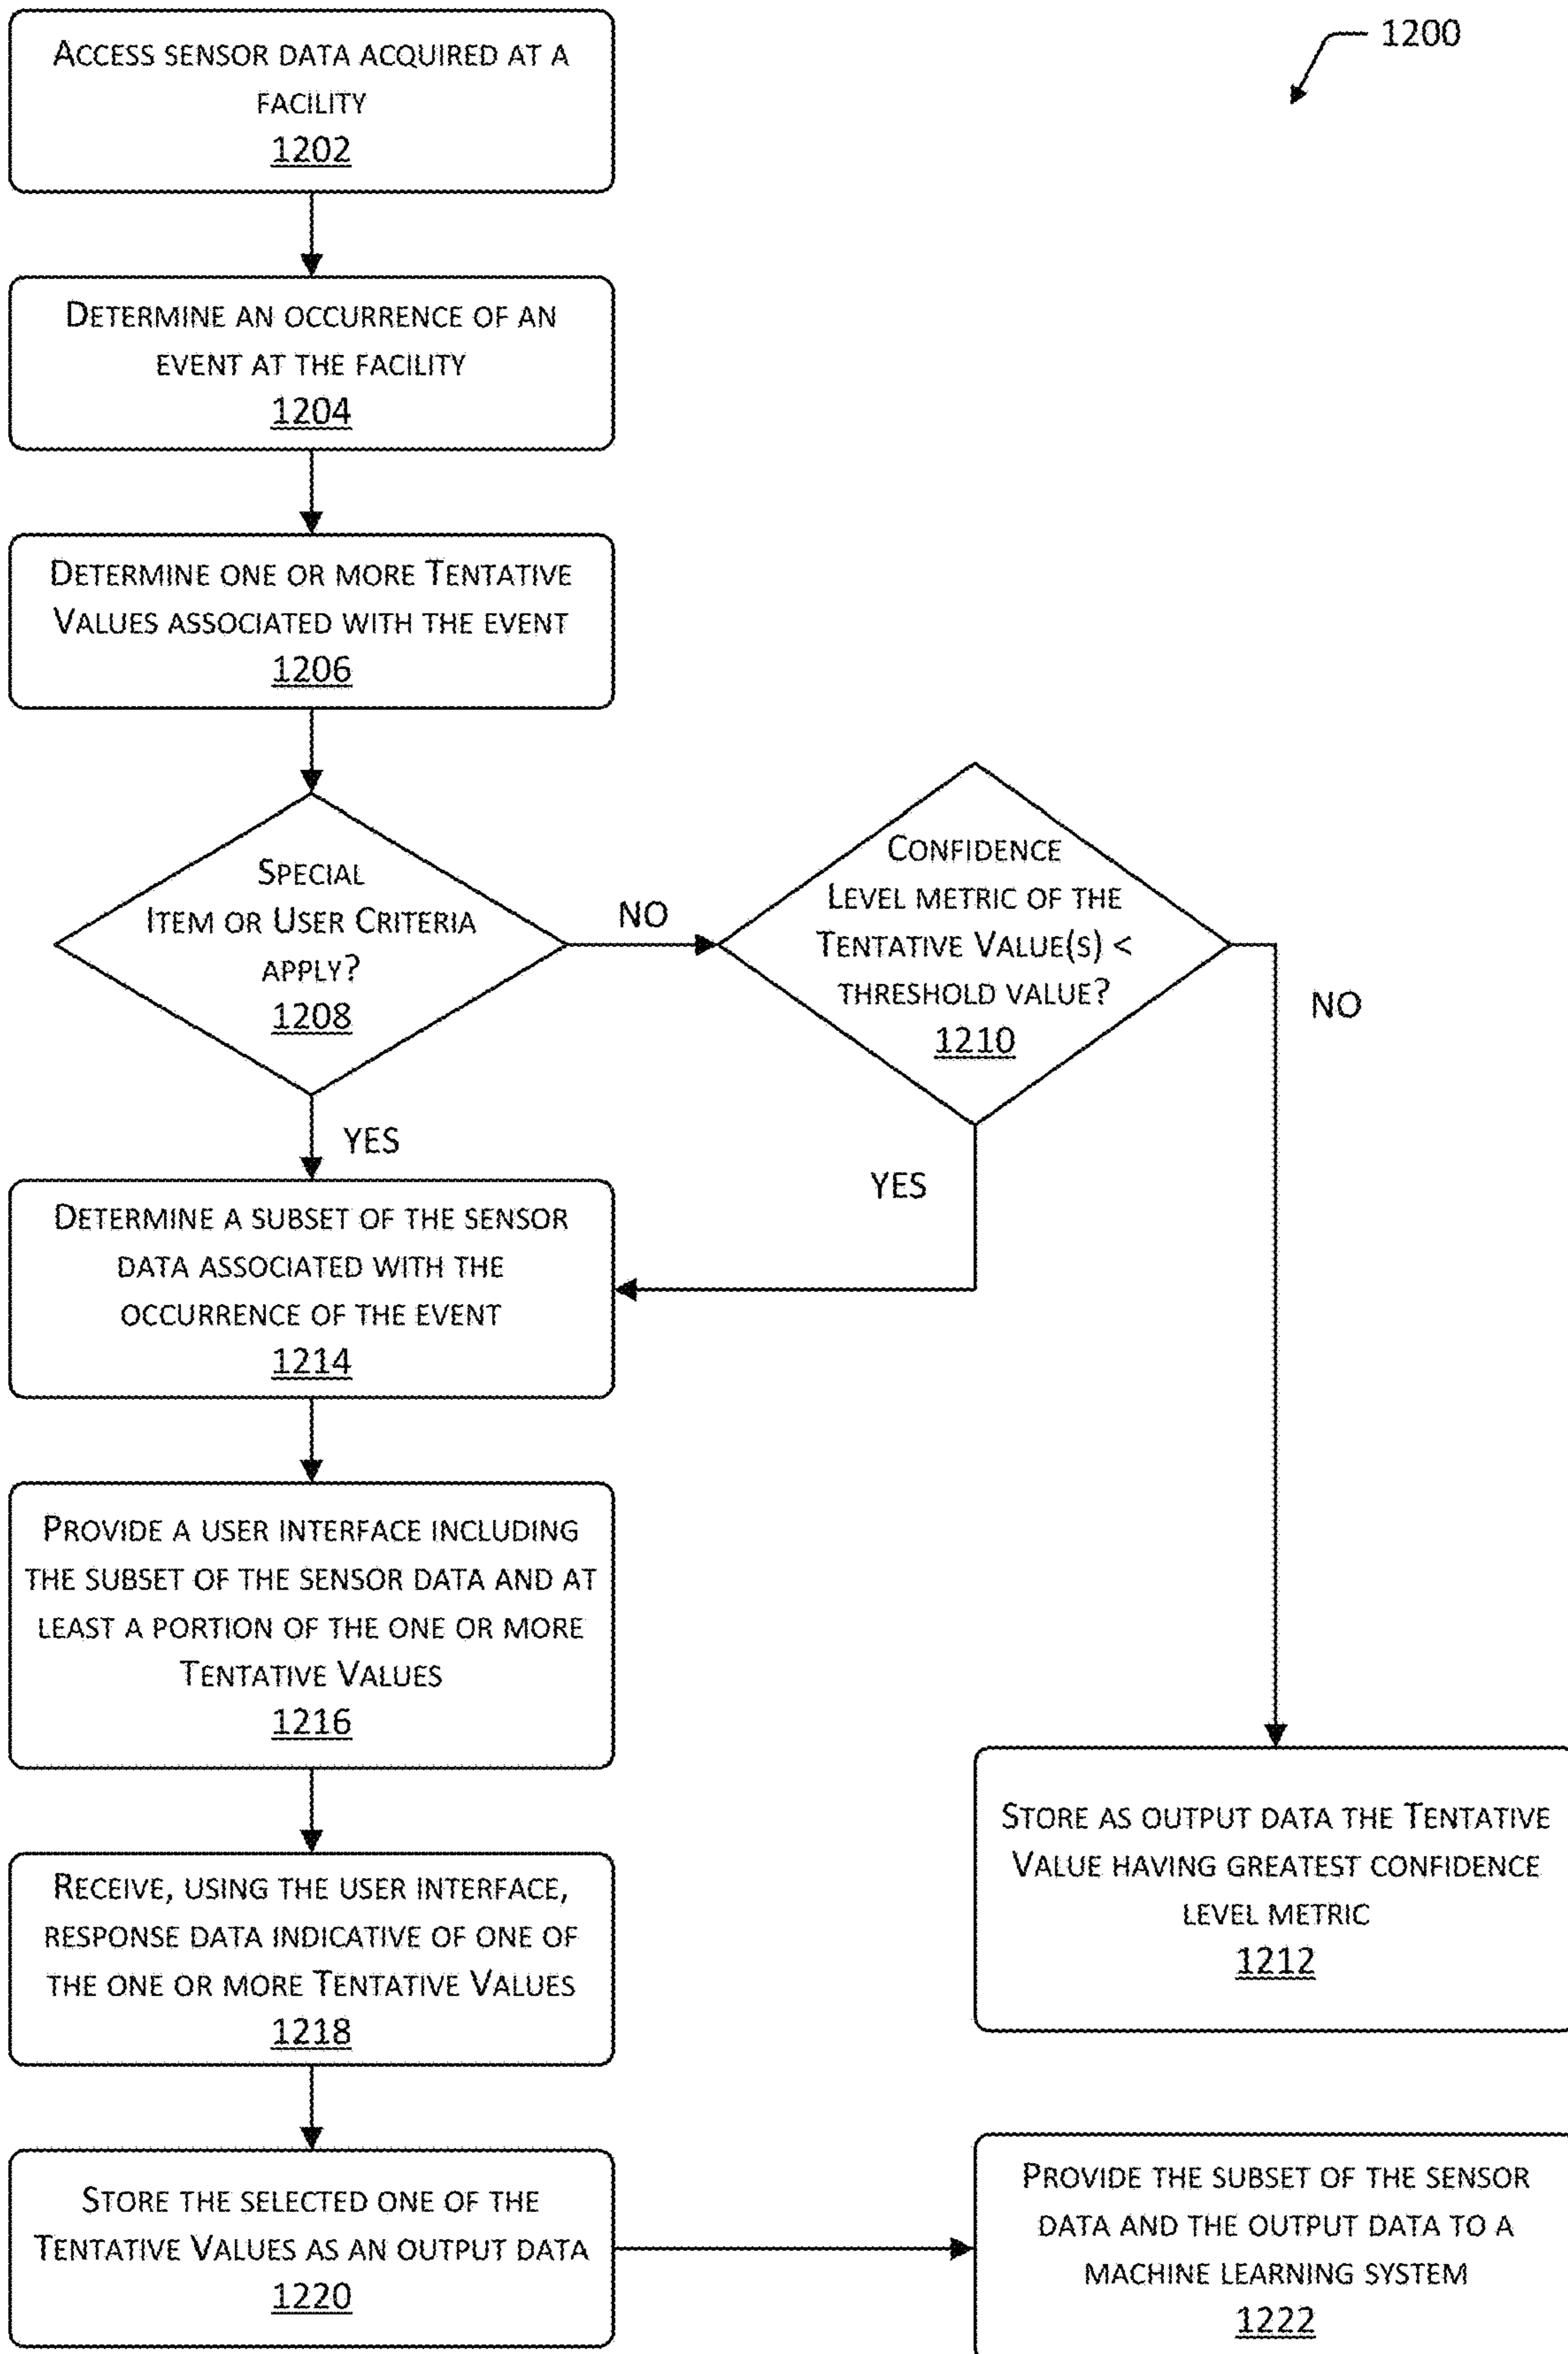 1200
Access sensor data acquired at a
facility
1202
Determine an occurrence of an
event at the facility
1204
Determine one or more Tentative
Values associated with the event
1206
Special
Item or User Criteria
apply?
1208
NO
Confidence
Level metric of the
Tentative Value(s) <
threshold value?
1210
NO
YES
YES
Determine a subset of the sensor
data associated with the
occurrence of the event
1214
Provide a user interface including
the subset of the sensor data and at
least a portion of the one or more
Tentative Values
1216
Store as output data the Tentative
Value having greatest confidence
level metric
1212
Receive, using the user interface,
response data indicative of one of
the one or more Tentative Values
1218
Store the selected one of the
Tentative Values as an output data
1220
Provide the subset of the sensor
data and the output data to a
machine learning system
1222